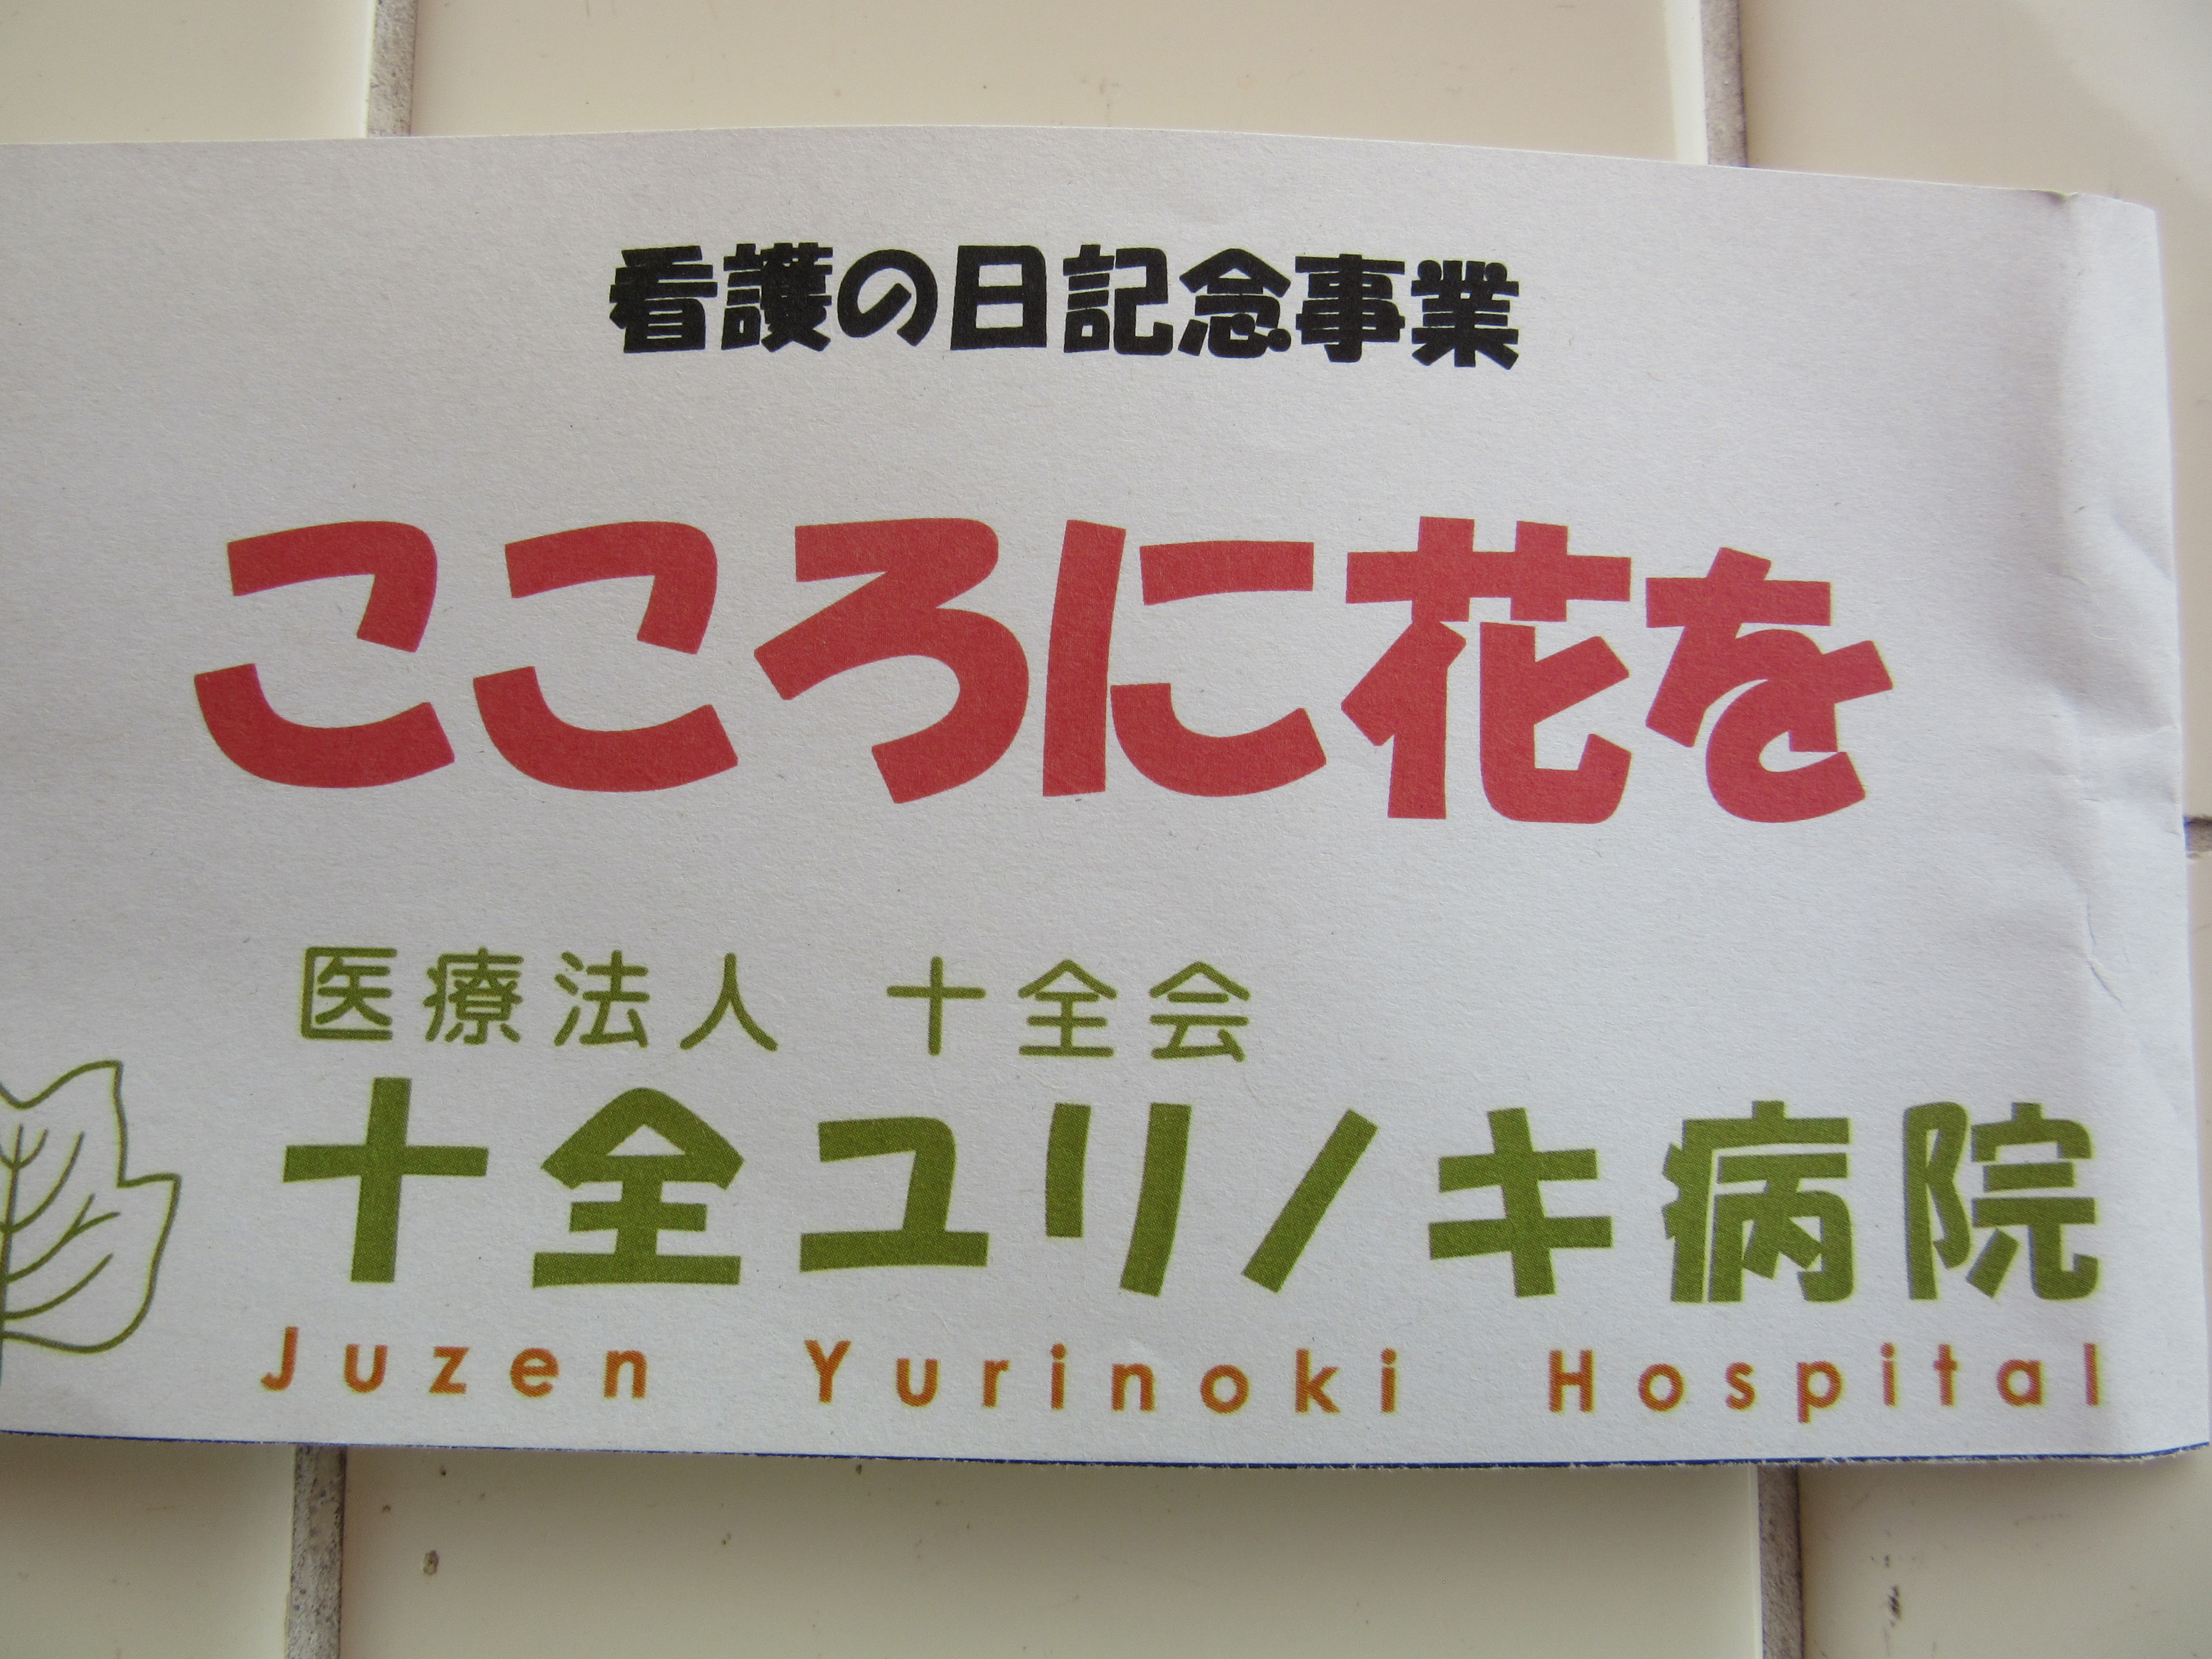 看護の日記念事業
こころに花を
医療法人 十全会
十全ユリノキ病院
Juzen Yurinoki Hospital